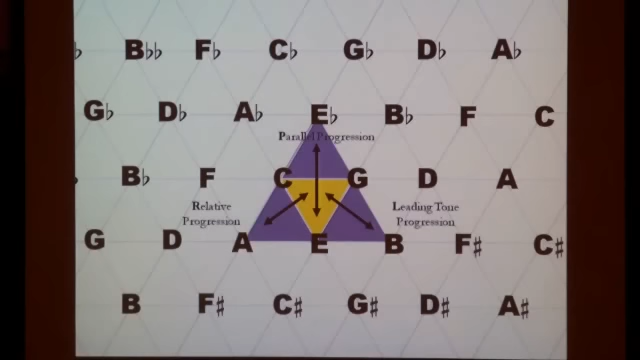 ♭ B♭♭ F♭ C♭ G♭ D♭ A♭
G♭ D♭ A♭ E♭ B♭ F C
Parallel Progression
♭ B♭ F C G D A
Relative
Progression
Leading Tone
Progression
G D A E B F♯ C♯
B F♯ C♯ G♯ D♯ A♯